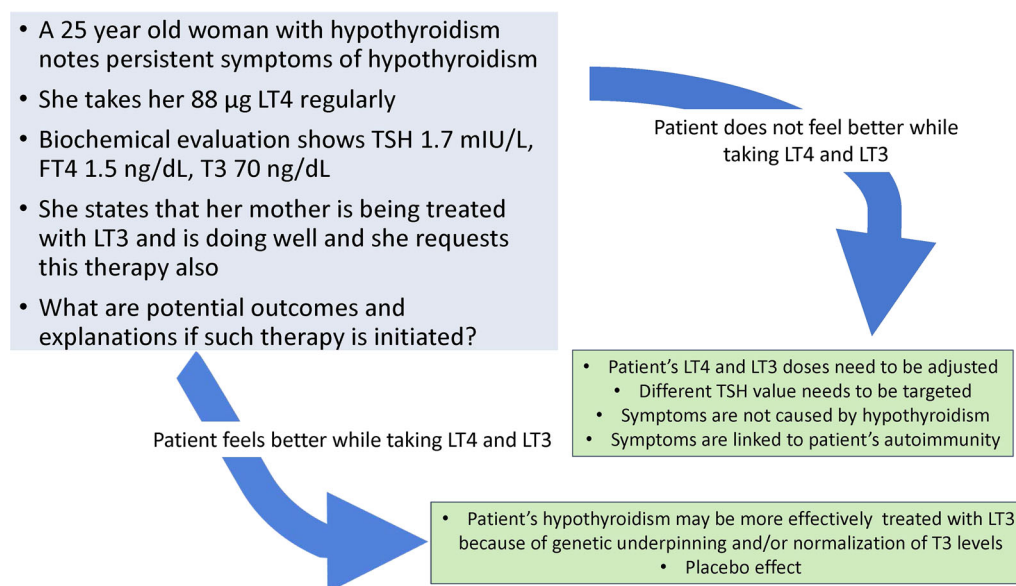 • A 25 year old woman with hypothyroidism
notes persistent symptoms of hypothyroidism
• She takes her 88 µg LT4 regularly
• Biochemical evaluation shows TSH 1.7 mIU/L,
FT4 1.5 ng/dL, T3 70 ng/dL
• She states that her mother is being treated
with LT3 and is doing well and she requests
this therapy also
• What are potential outcomes and
explanations if such therapy is initiated?
Patient does not feel better while
taking LT4 and LT3
• Patient's LT4 and LT3 doses need to be adjusted
• Different TSH value needs to be targeted
• Symptoms are not caused by hypothyroidism
• Symptoms are linked to patient's autoimmunity
Patient feels better while taking LT4 and LT3
• Patient's hypothyroidism may be more effectively treated with LT3
because of genetic underpinning and/or normalization of T3 levels
• Placebo effect